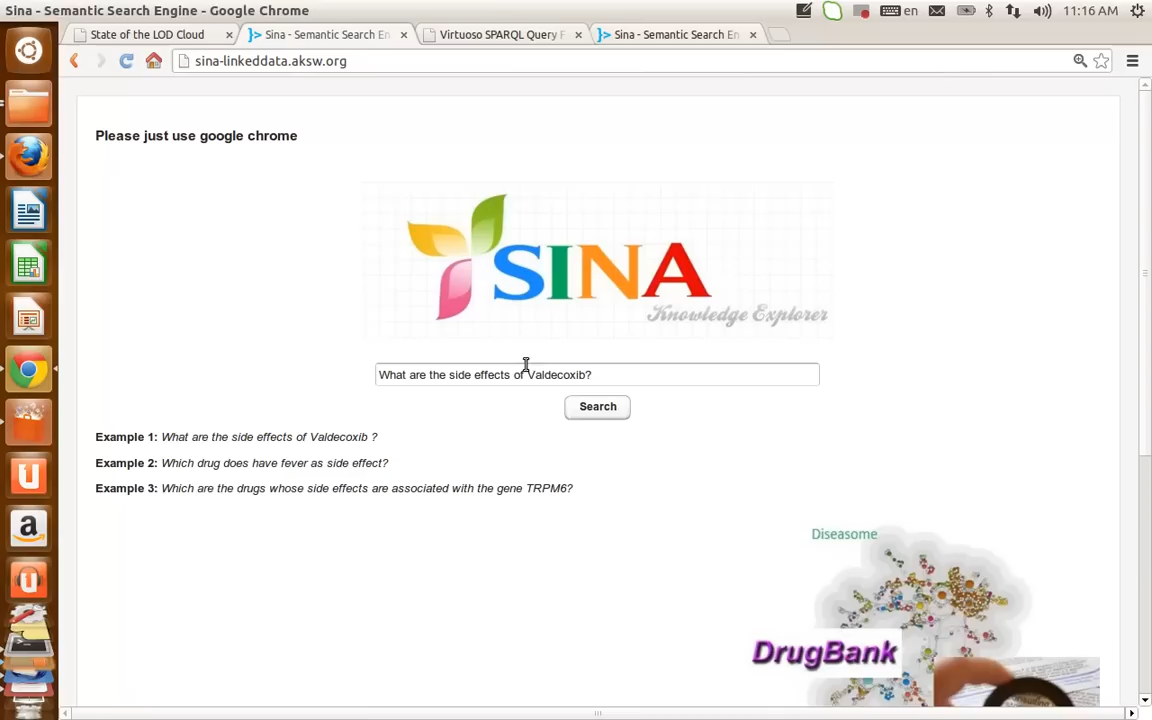 Sina - Semantic Search Engine - Google Chrome
en
11:16 AM
State of the LOD Cloud
Sina - Semantic Search En
Virtuoso SPARQL Query F
Sina - Semantic Search En
sina-linkeddata.aksw.org
Please just use google chrome
SINA
Knowledge Explorer
What are the side effects of Valdecoxib?
Search
Example 1: What are the side effects of Valdecoxib ?
Example 2: Which drug does have fever as side effect?
Example 3: Which are the drugs whose side effects are associated with the gene TRPM6?
Diseasome
DrugBank